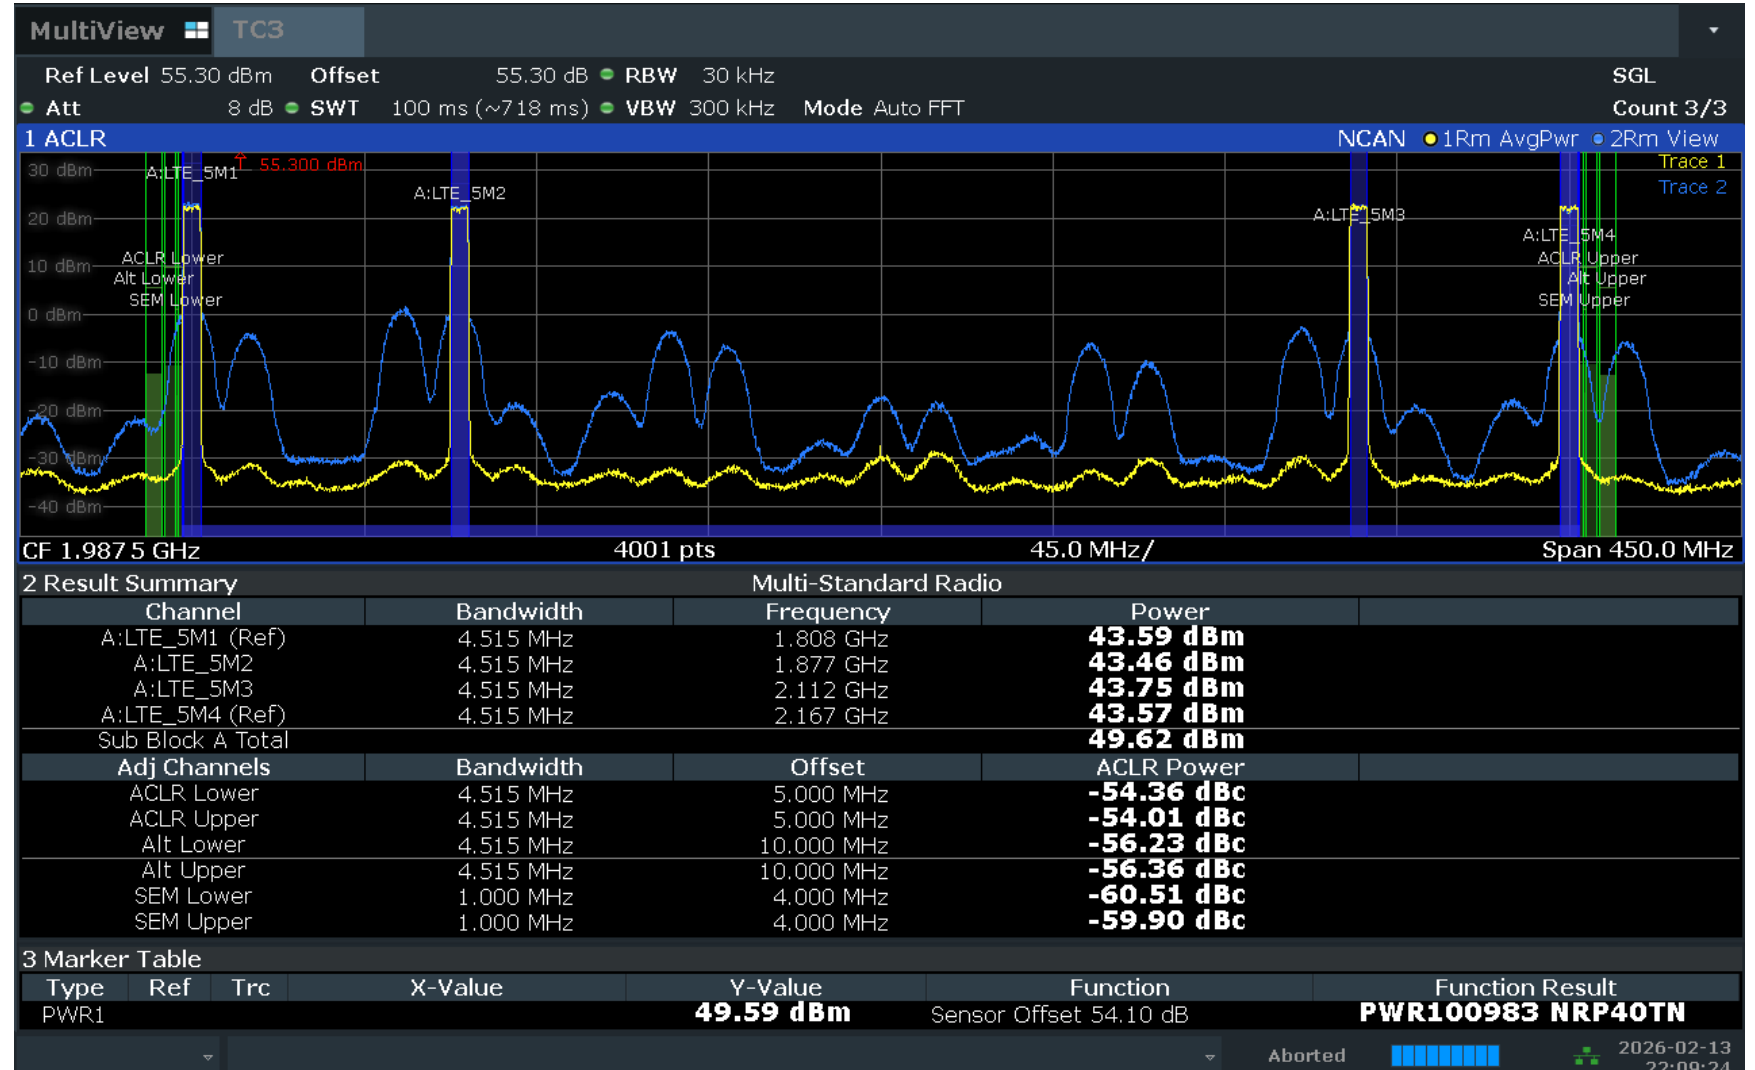 MultiView TC3
Ref Level 55.30 dBm Offset 55.30 dB RBW 30 kHz SGL
Att 8 dB SWT 100 ms (~718 ms) VBW 300 kHz Mode Auto FFT Count 3/3
1 ACLR NCAN 1Rm AvgPwr 2Rm View
Trace 1
Trace 2
55.300 dBm
30 dBm
20 dBm
10 dBm
0 dBm
-10 dBm
-20 dBm
-30 dBm
-40 dBm
A:LTE_5M1
A:LTE_5M2
A:LTE_5M3
A:LTE_5M4
ACLR Lower
Alt Lower
SEM Lower
ACLR Upper
Alt Upper
SEM Upper
CF 1.9875 GHz 4001 pts 45.0 MHz/ Span 450.0 MHz
2 Result Summary Multi-Standard Radio
Channel Bandwidth Frequency Power
A:LTE_5M1 (Ref) 4.515 MHz 1.808 GHz 43.59 dBm
A:LTE_5M2 4.515 MHz 1.877 GHz 43.46 dBm
A:LTE_5M3 4.515 MHz 2.112 GHz 43.75 dBm
A:LTE_5M4 (Ref) 4.515 MHz 2.167 GHz 43.57 dBm
Sub Block A Total 49.62 dBm
Adj Channels Bandwidth Offset ACLR Power
ACLR Lower 4.515 MHz 5.000 MHz -54.36 dBc
ACLR Upper 4.515 MHz 5.000 MHz -54.01 dBc
Alt Lower 4.515 MHz 10.000 MHz -56.23 dBc
Alt Upper 4.515 MHz 10.000 MHz -56.36 dBc
SEM Lower 1.000 MHz 4.000 MHz -60.51 dBc
SEM Upper 1.000 MHz 4.000 MHz -59.90 dBc
3 Marker Table
Type Ref Trc X-Value Y-Value Function Function Result
PWR1 49.59 dBm Sensor Offset 54.10 dB PWR100983 NRP40TN
Aborted 2026-02-13
22:09:24